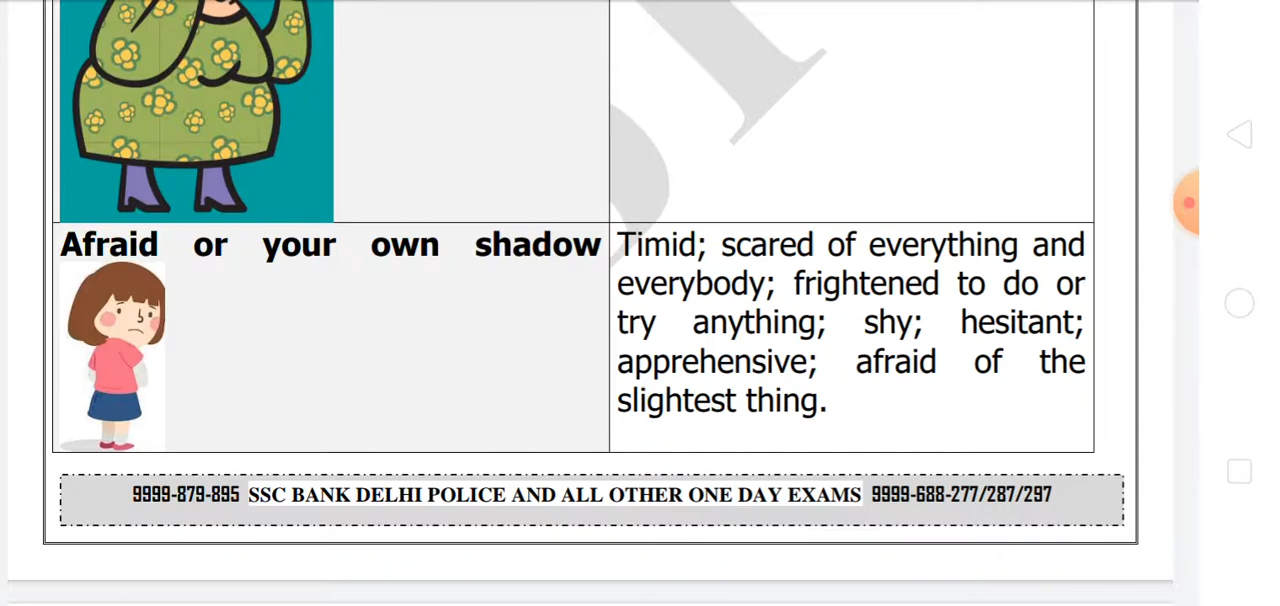 Afraid or your own shadow
Timid; scared of everything and
everybody; frightened to do or
try anything; shy; hesitant;
apprehensive; afraid of the
slightest thing.
9999-879-895 SSC BANK DELHI POLICE AND ALL OTHER ONE DAY EXAMS 9999-688-277/287/297